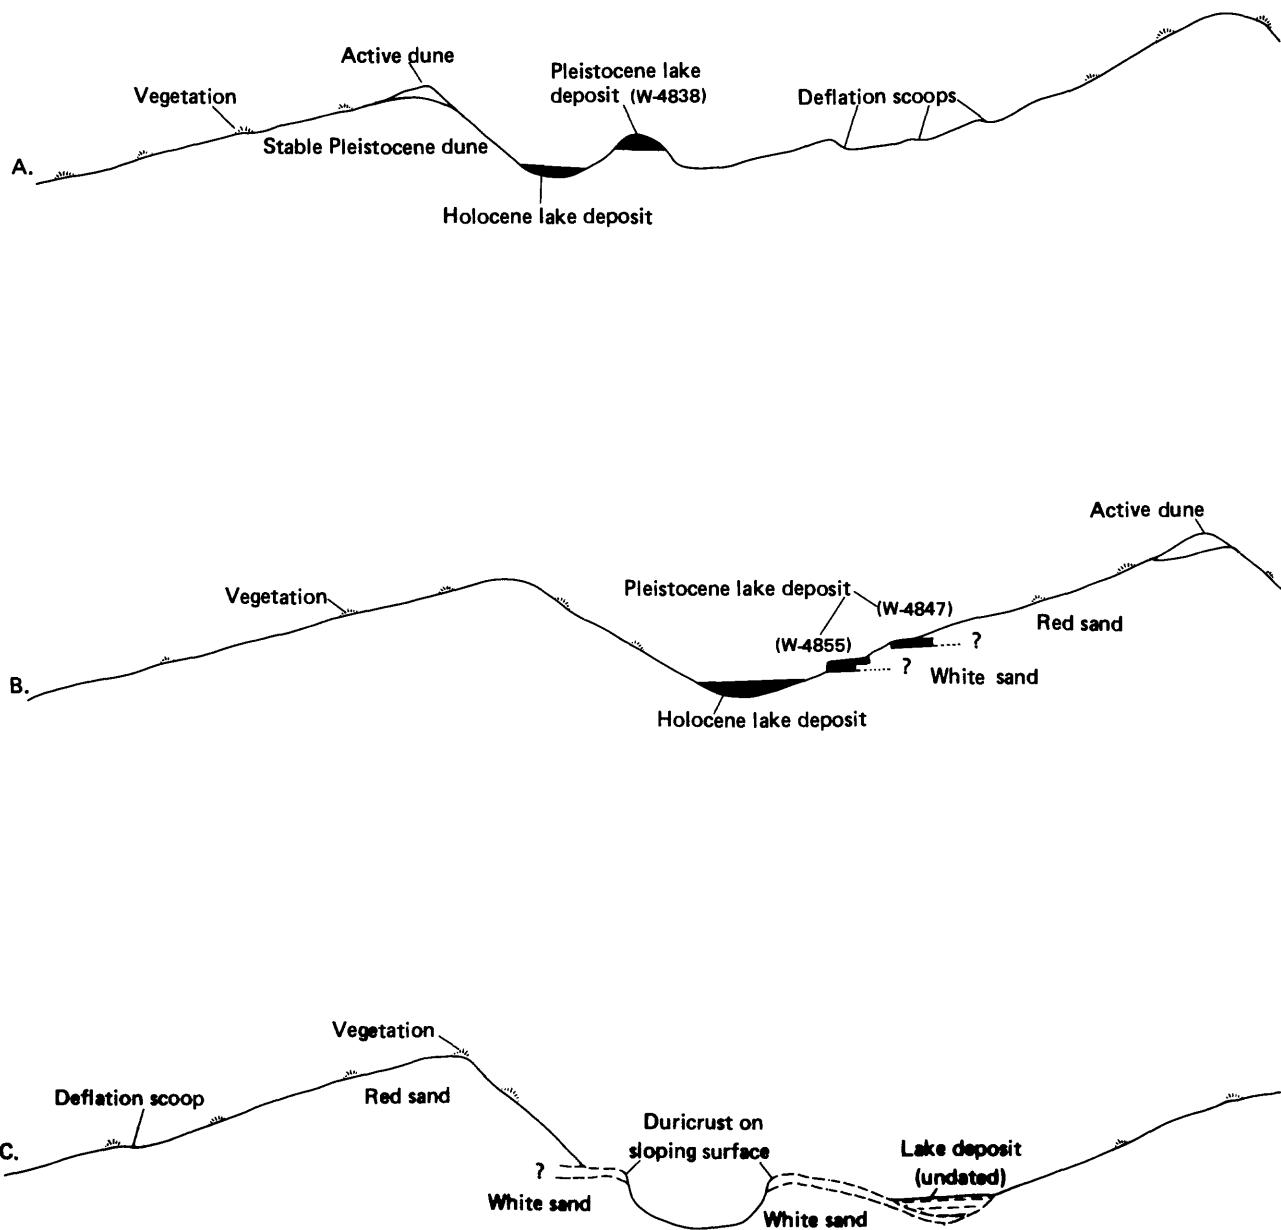 A.
Vegetation
Active dune
Stable Pleistocene dune
Pleistocene lake
deposit (W-4838)
Holocene lake deposit
Deflation scoops
B.
Vegetation
Pleistocene lake deposit
(W-4847)
(W-4855)
?
?
White sand
Holocene lake deposit
Active dune
Red sand
C.
Deflation scoop
Vegetation
Red sand
?
White sand
Duricrust on
sloping surface
White sand
Lake deposit
(undated)